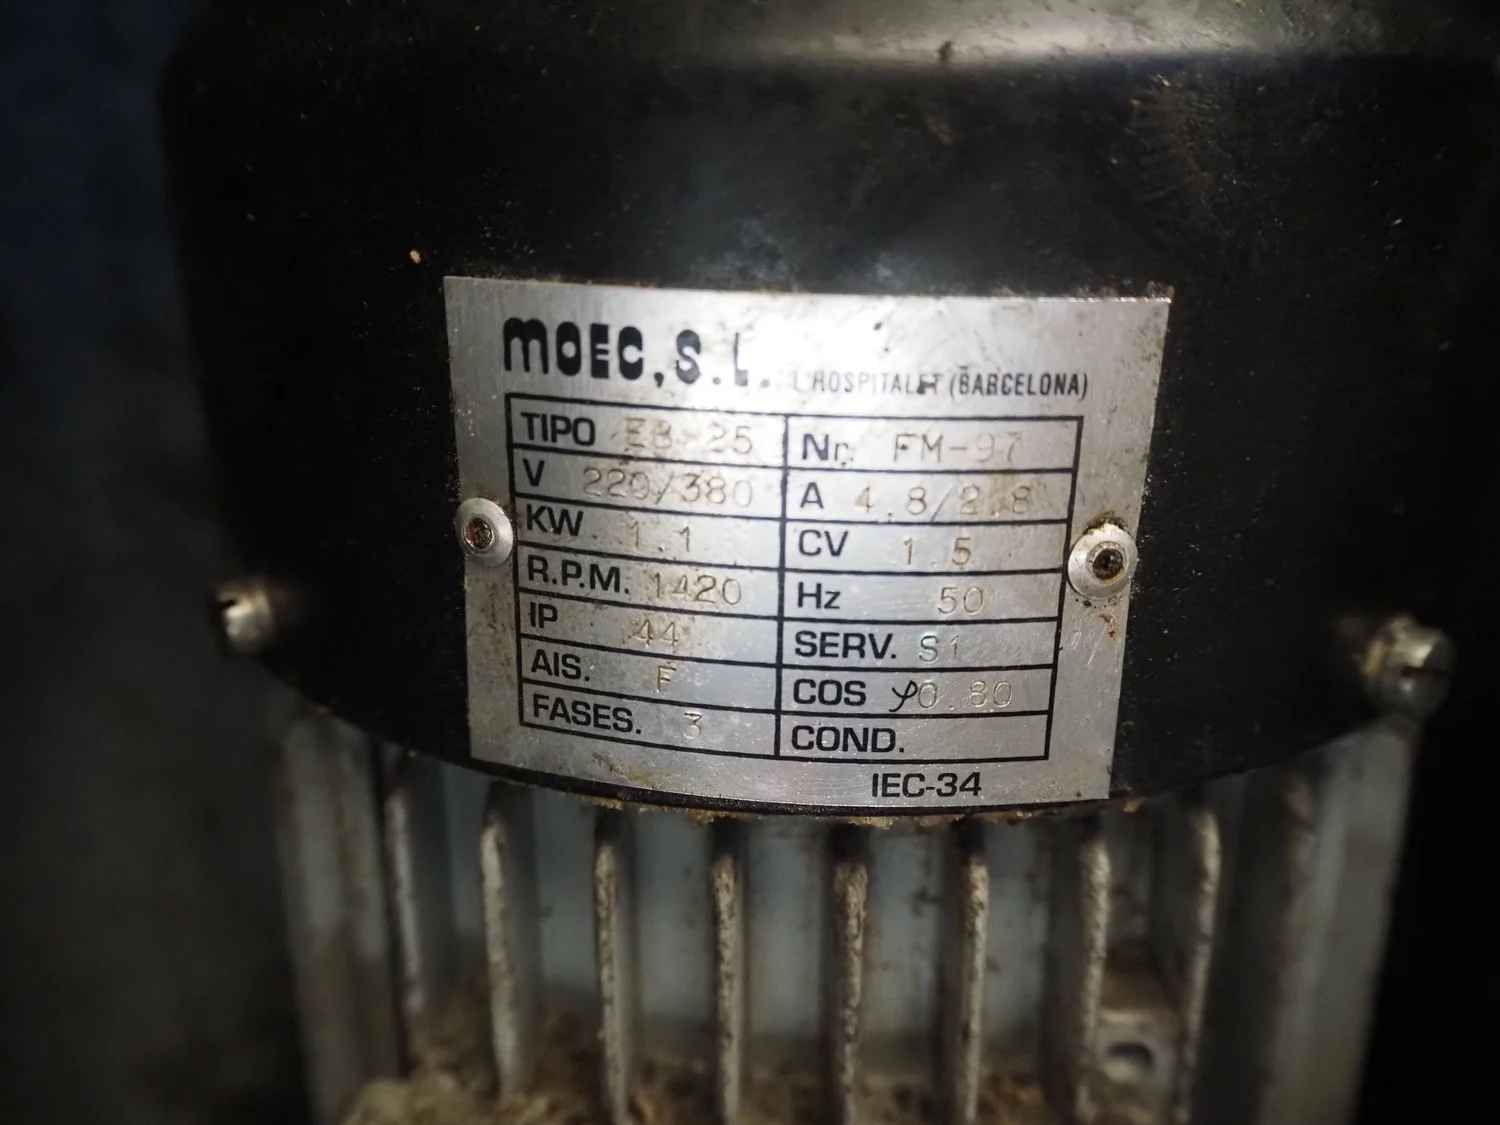 MOEC, S.L. L'HOSPITALET (BARCELONA)
TIPO EB-25 Nr. FM-97
V 220/380 A 4.8/2.8
KW 1.1 CV 1.5
R.P.M. 1420 Hz 50
IP 44 SERV. S1
AIS. F COS φ 0.80
FASES. 3 COND.
IEC-34